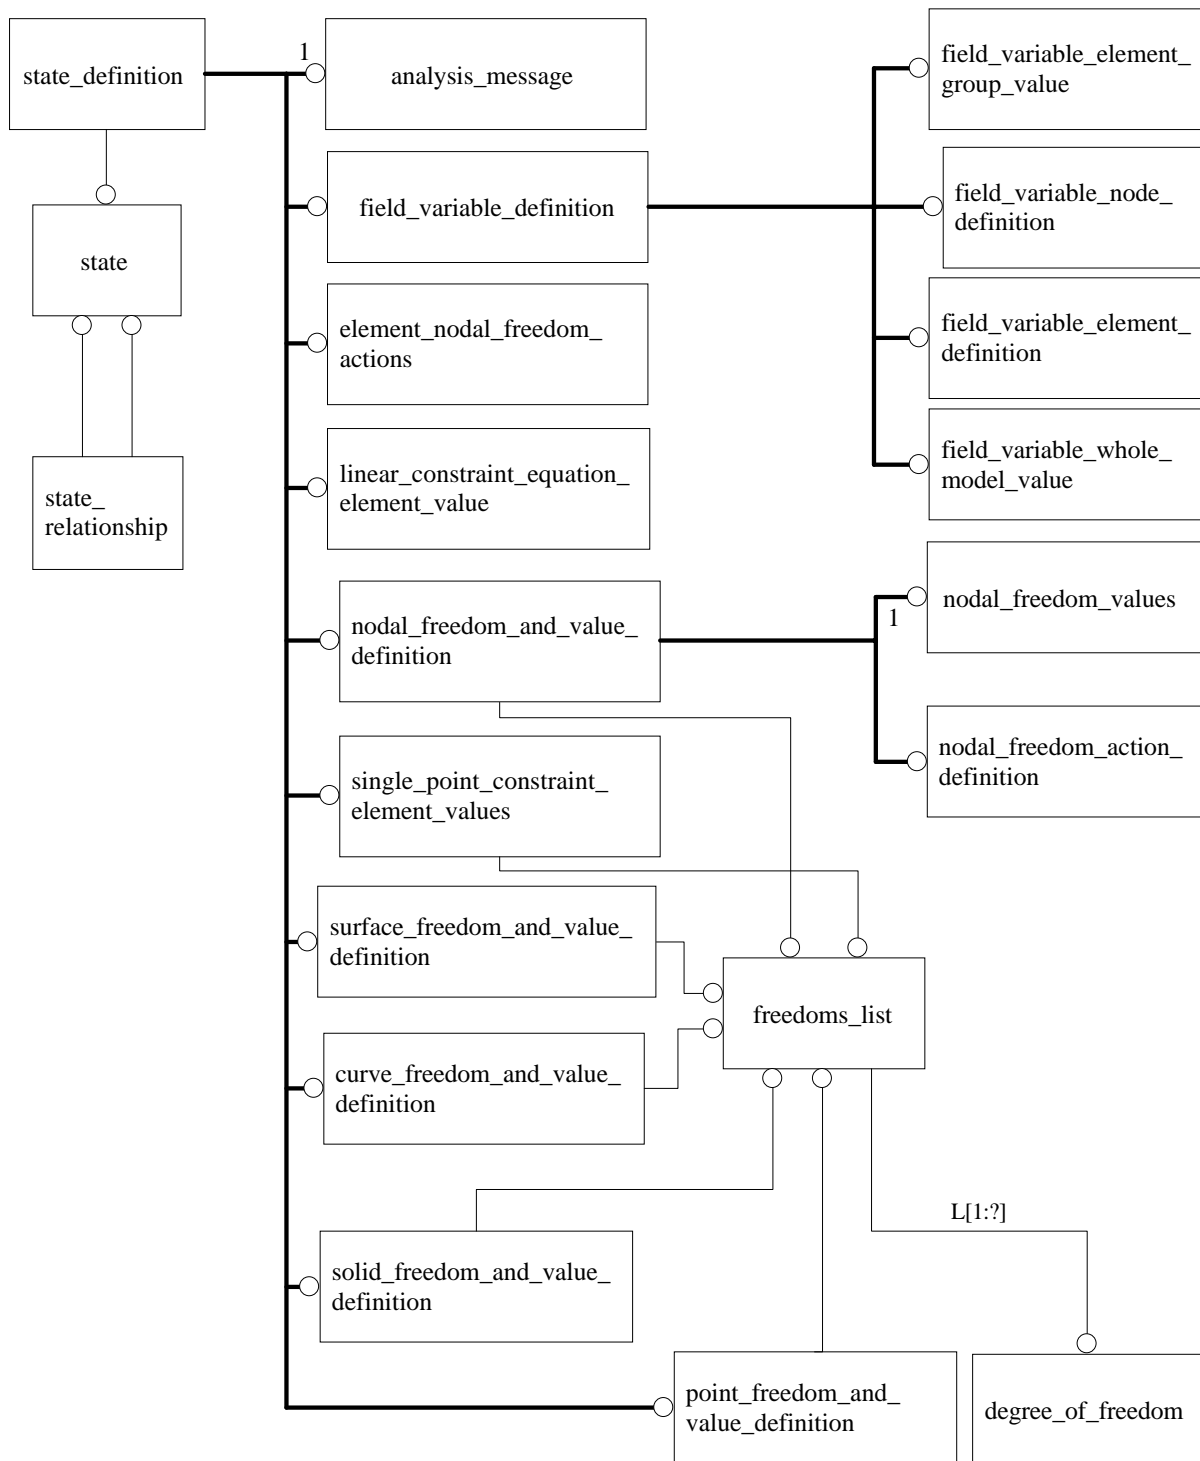 state_definition
1
analysis_message
field_variable_element_
group_value
field_variable_definition
field_variable_node_
definition
state
element_nodal_freedom_
actions
field_variable_element_
definition
linear_constraint_equation_
element_value
field_variable_whole_
model_value
state_
relationship
nodal_freedom_and_value_
definition
1
nodal_freedom_values
single_point_constraint_
element_values
nodal_freedom_action_
definition
surface_freedom_and_value_
definition
freedoms_list
curve_freedom_and_value_
definition
L[1:?]
solid_freedom_and_value_
definition
point_freedom_and_
value_definition
degree_of_freedom